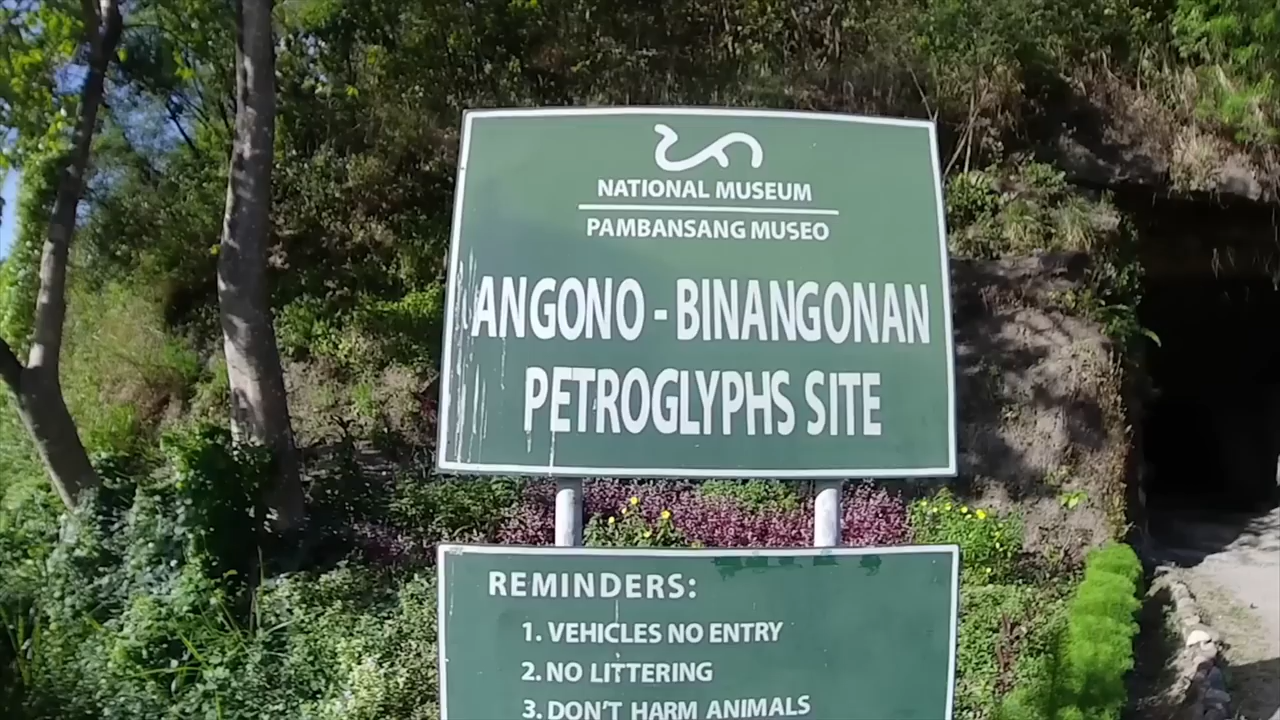 NATIONAL MUSEUM
PAMBANSANG MUSEO
ANGONO - BINANGONAN
PETROGLYPHS SITE
REMINDERS:
1. VEHICLES NO ENTRY
2. NO LITTERING
3. DON'T HARM ANIMALS